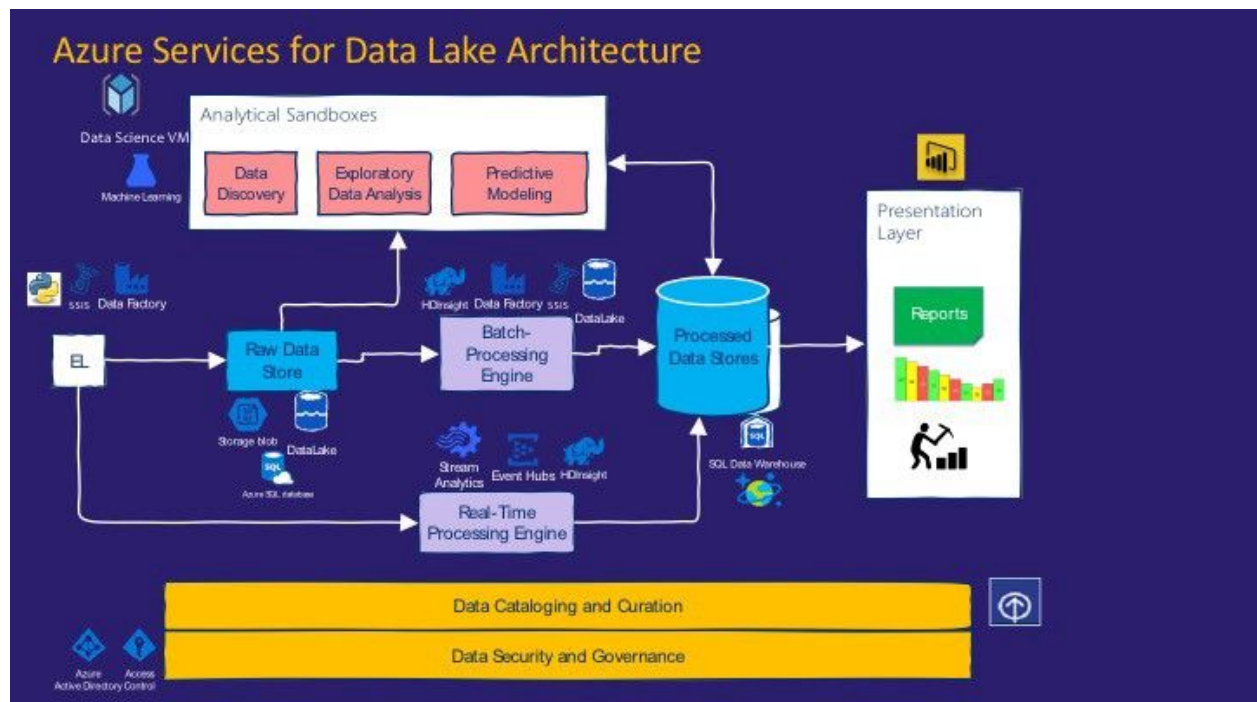 Azure Services for Data Lake Architecture
Data Science VM
Machine Learning
Analytical Sandboxes
Data
Discovery
Exploratory
Data Analysis
Predictive
Modeling
Presentation
Layer
Reports
ssis
Data Factory
HDInsight
Data Factory
ssis
DataLake
EL
Raw Data
Store
Batch-
Processing
Engine
Processed
Data Stores
Storage blob
DataLake
SQL
Azure SQL database
Stream
Analytics
Event Hubs
HDInsight
SQL
SQL Data Warehouse
Real-Time
Processing Engine
Data Cataloging and Curation
Data Security and Governance
Azure
Active Directory
Access
Control